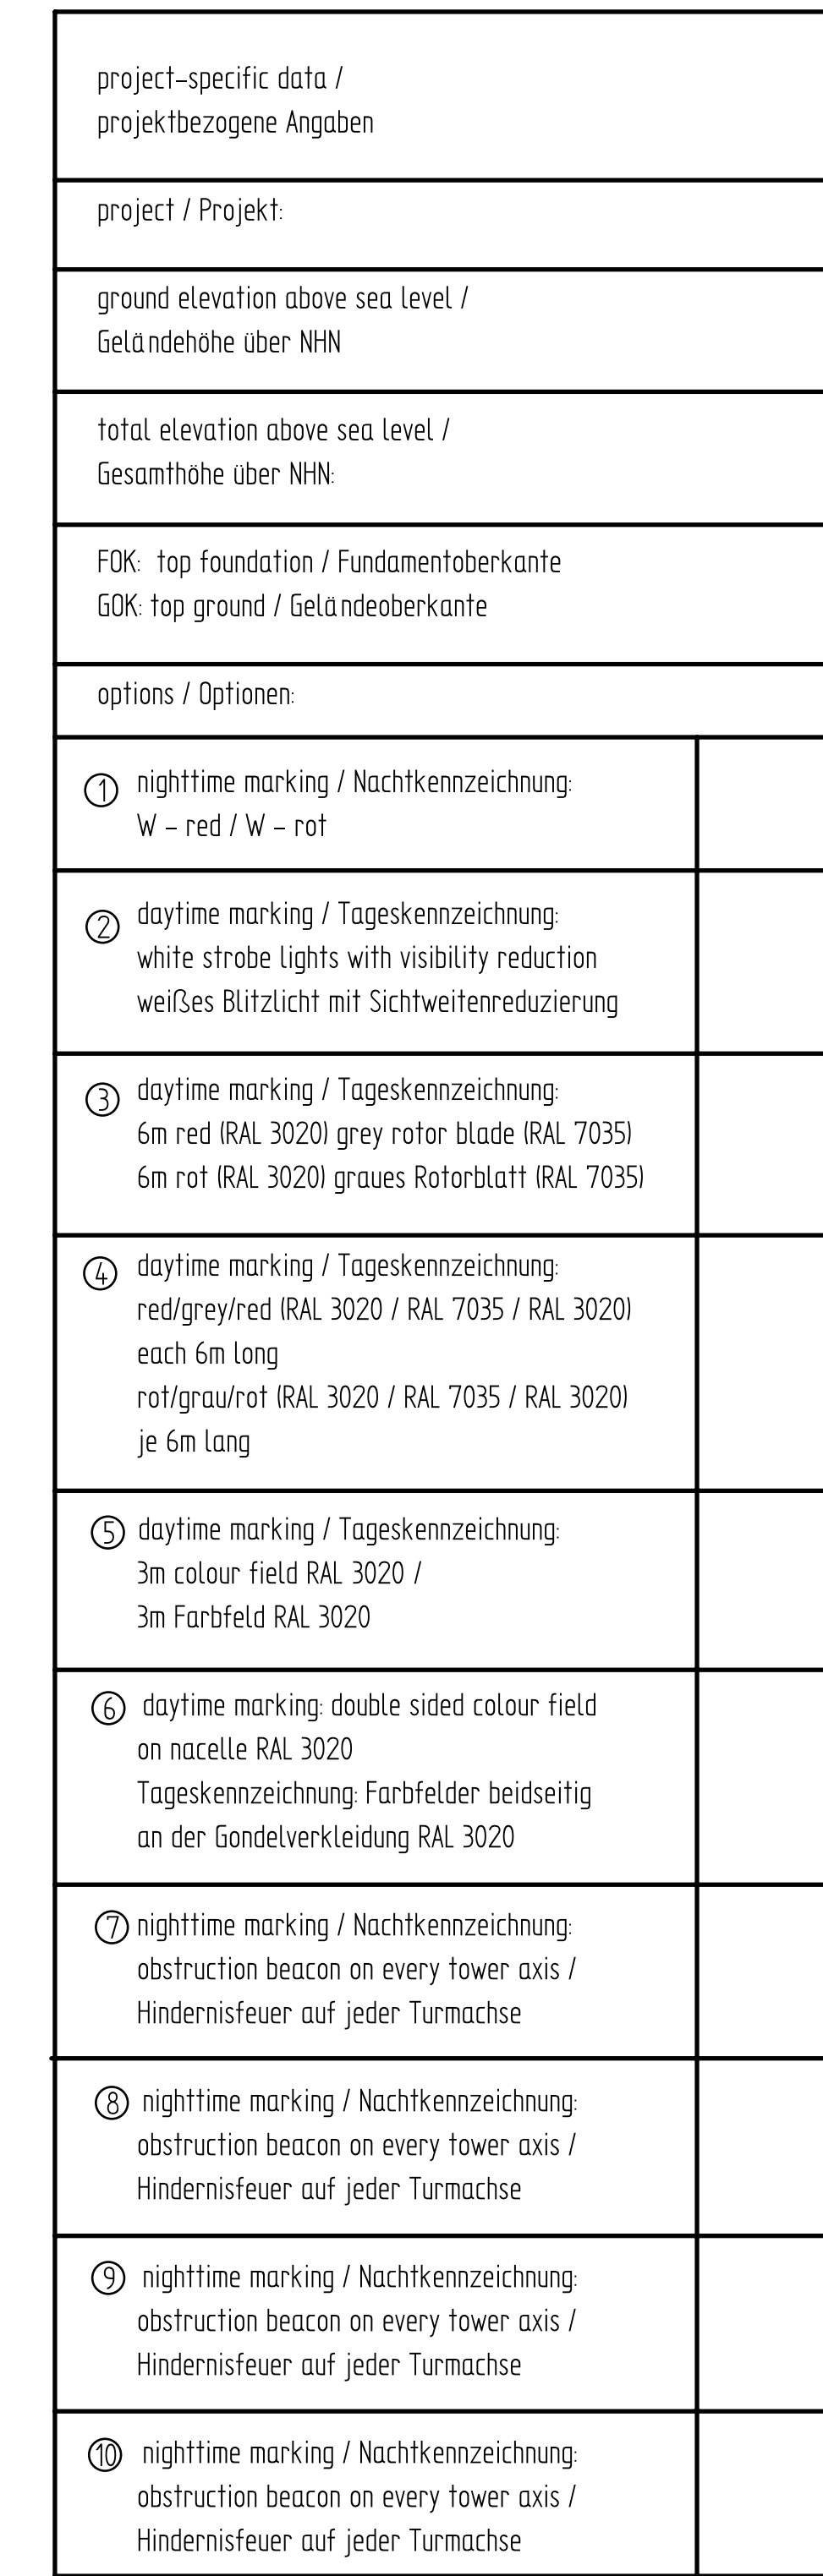 project-specific data /
projektbezogene Angaben
project / Projekt:
ground elevation above sea level /
Geländehöhe über NHN
total elevation above sea level /
Gesamthöhe über NHN:
FOK: top foundation / Fundamentoberkante
GOK: top ground / Geländeoberkante
options / Optionen:
1 nighttime marking / Nachtkennzeichnung:
W - red / W - rot
2 daytime marking / Tageskennzeichnung:
white strobe lights with visibility reduction
weißes Blitzlicht mit Sichtweitenreduzierung
3 daytime marking / Tageskennzeichnung:
6m red (RAL 3020) grey rotor blade (RAL 7035)
6m rot (RAL 3020) graues Rotorblatt (RAL 7035)
4 daytime marking / Tageskennzeichnung:
red/grey/red (RAL 3020 / RAL 7035 / RAL 3020)
each 6m long
rot/grau/rot (RAL 3020 / RAL 7035 / RAL 3020)
je 6m lang
5 daytime marking / Tageskennzeichnung:
3m colour field RAL 3020 /
3m Farbfeld RAL 3020
6 daytime marking: double sided colour field
on nacelle RAL 3020
Tageskennzeichnung: Farbfelder beidseitig
an der Gondelverkleidung RAL 3020
7 nighttime marking / Nachtkennzeichnung:
obstruction beacon on every tower axis /
Hindernisfeuer auf jeder Turmachse
8 nighttime marking / Nachtkennzeichnung:
obstruction beacon on every tower axis /
Hindernisfeuer auf jeder Turmachse
9 nighttime marking / Nachtkennzeichnung:
obstruction beacon on every tower axis /
Hindernisfeuer auf jeder Turmachse
10 nighttime marking / Nachtkennzeichnung:
obstruction beacon on every tower axis /
Hindernisfeuer auf jeder Turmachse